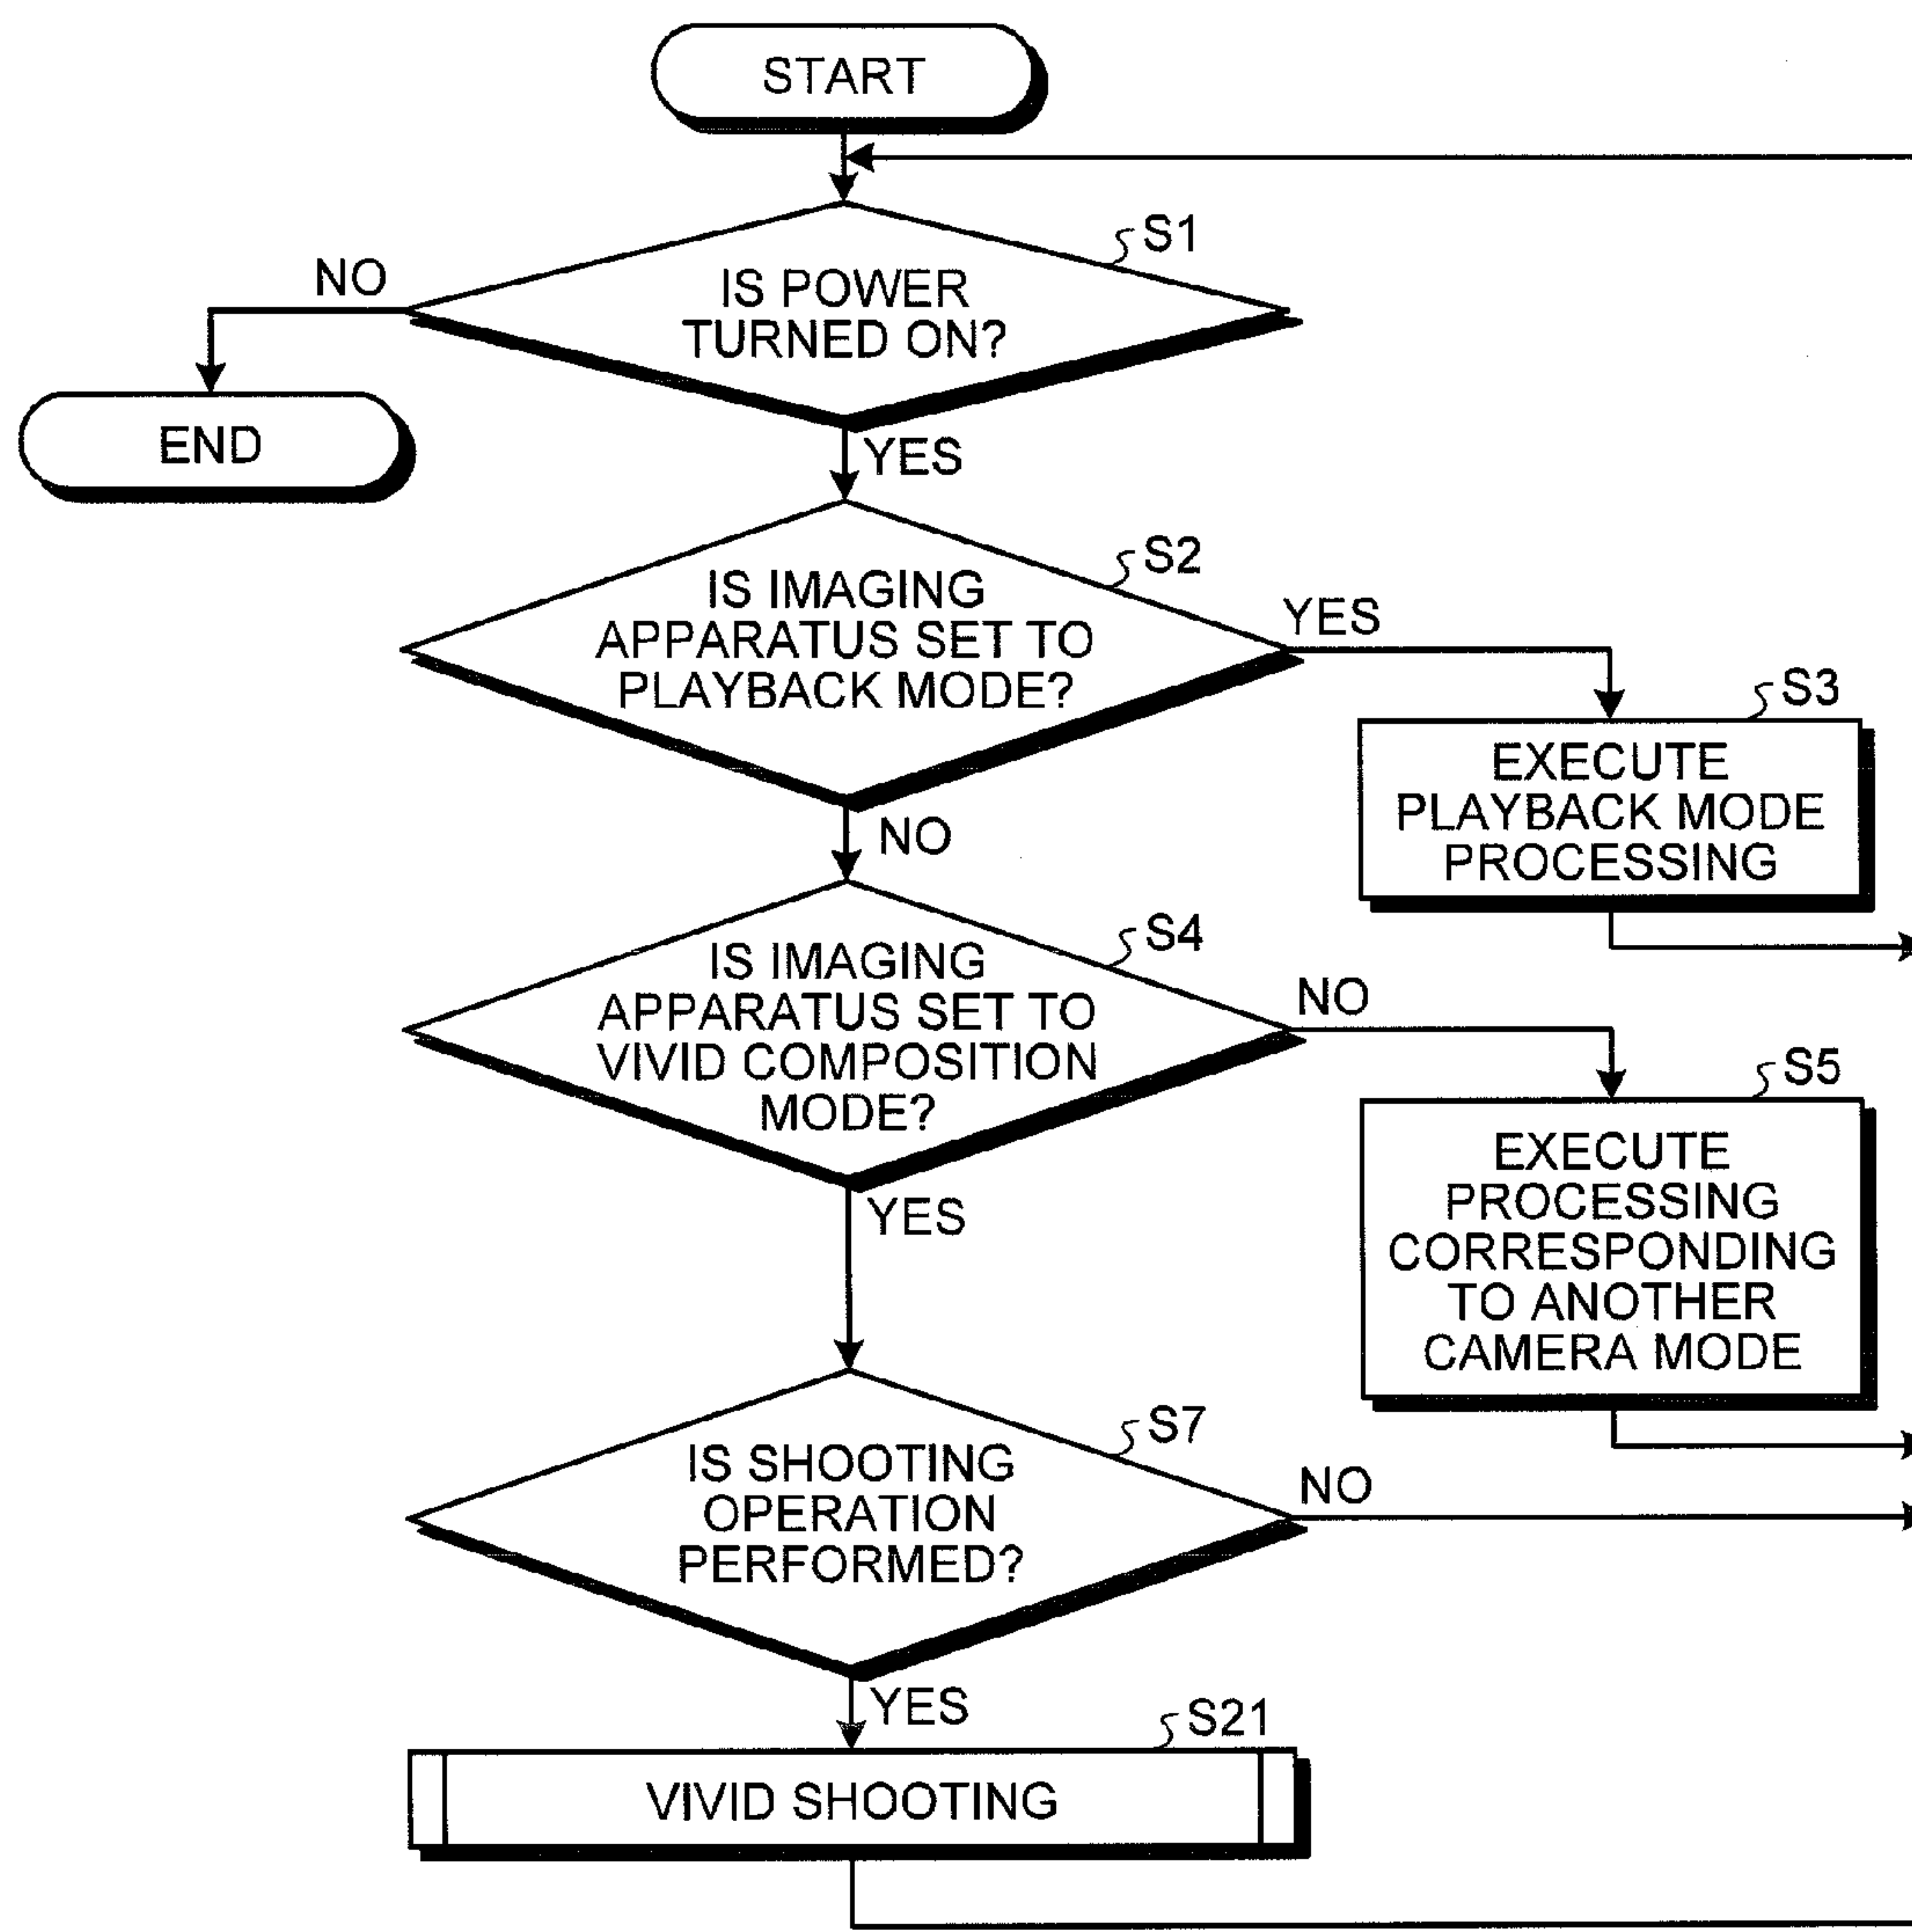 START
S1
NO
IS POWER
TURNED ON?
END
YES
S2
IS IMAGING
APPARATUS SET TO
PLAYBACK MODE?
YES
S3
EXECUTE
PLAYBACK MODE
PROCESSING
NO
S4
IS IMAGING
APPARATUS SET TO
VIVID COMPOSITION
MODE?
NO
S5
EXECUTE
PROCESSING
CORRESPONDING
TO ANOTHER
CAMERA MODE
YES
S7
IS SHOOTING
OPERATION
PERFORMED?
NO
YES
S21
VIVID SHOOTING